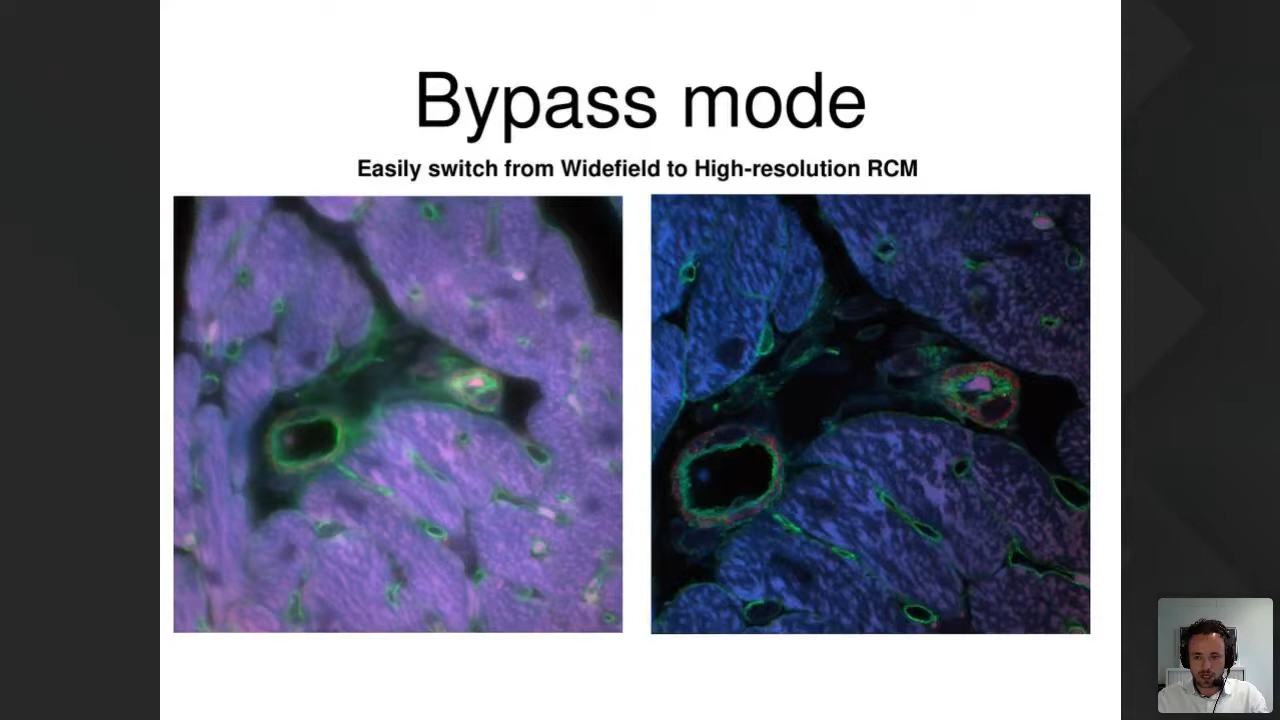 Bypass mode
Easily switch from Widefield to High-resolution RCM